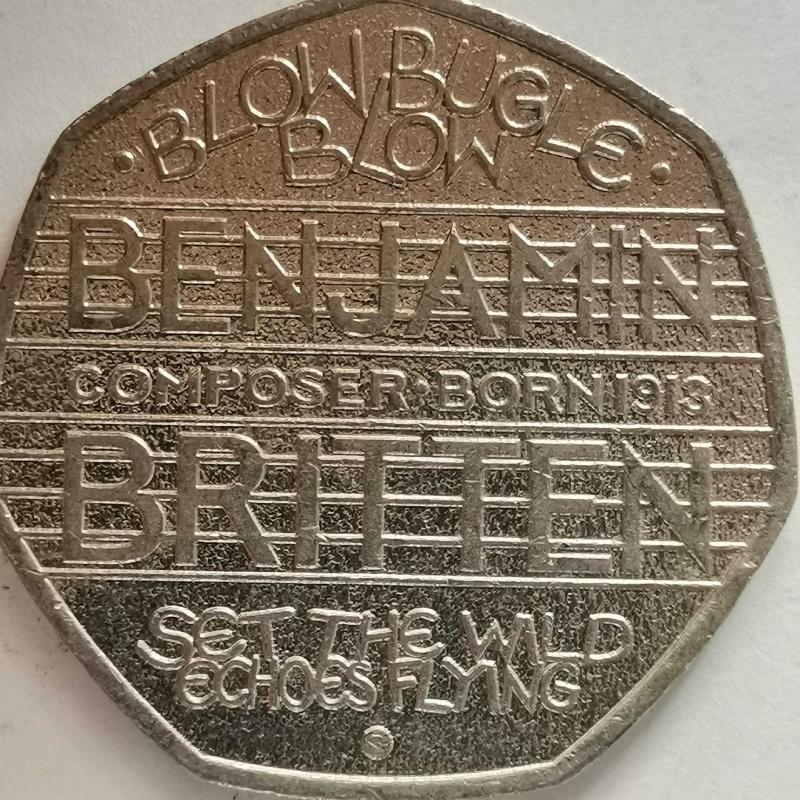 · BLOW BUGLE ·
BLOW
BENJAMIN
COMPOSER · BORN 1913
BRITTEN
SET THE WILD
ECHOES FLYING